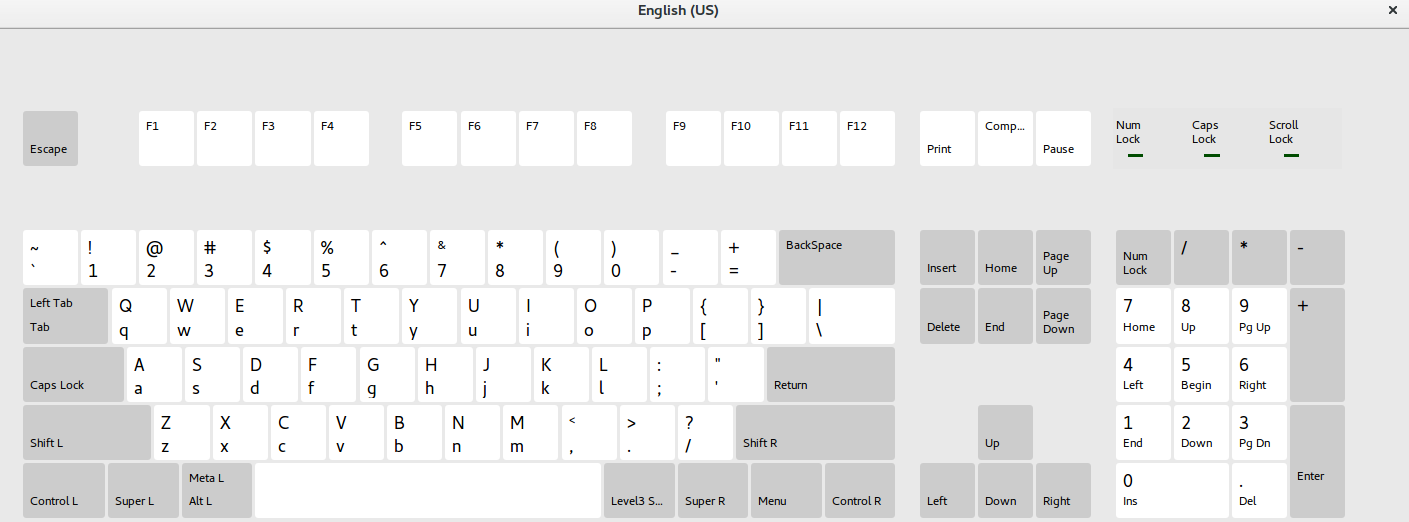 English (US) ×
F1 F2 F3 F4 F5 F6 F7 F8 F9 F10 F11 F12 Comp... Num Caps Scroll
Lock Lock Lock
Escape Print Pause
~ ! @ # $ % ^ & * ( ) _ + BackSpace / * -
` 1 2 3 4 5 6 7 8 9 0 - = Insert Home Page Up Num Lock
Left Tab Q W E R T Y U I O P { } | 7 8 9 +
Tab q w e r t y u i o p [ ] \ Delete End Page Down Home Up Pg Up
A S D F G H J K L : " 4 5 6
Caps Lock a s d f g h j k l ; ' Return Left Begin Right
Z X C V B N M < > ? 1 2 3
Shift L z x c v b n m , . / Shift R Up End Down Pg Dn
Meta L 0 . Enter
Control L Super L Alt L Level3 S... Super R Menu Control R Left Down Right Ins Del